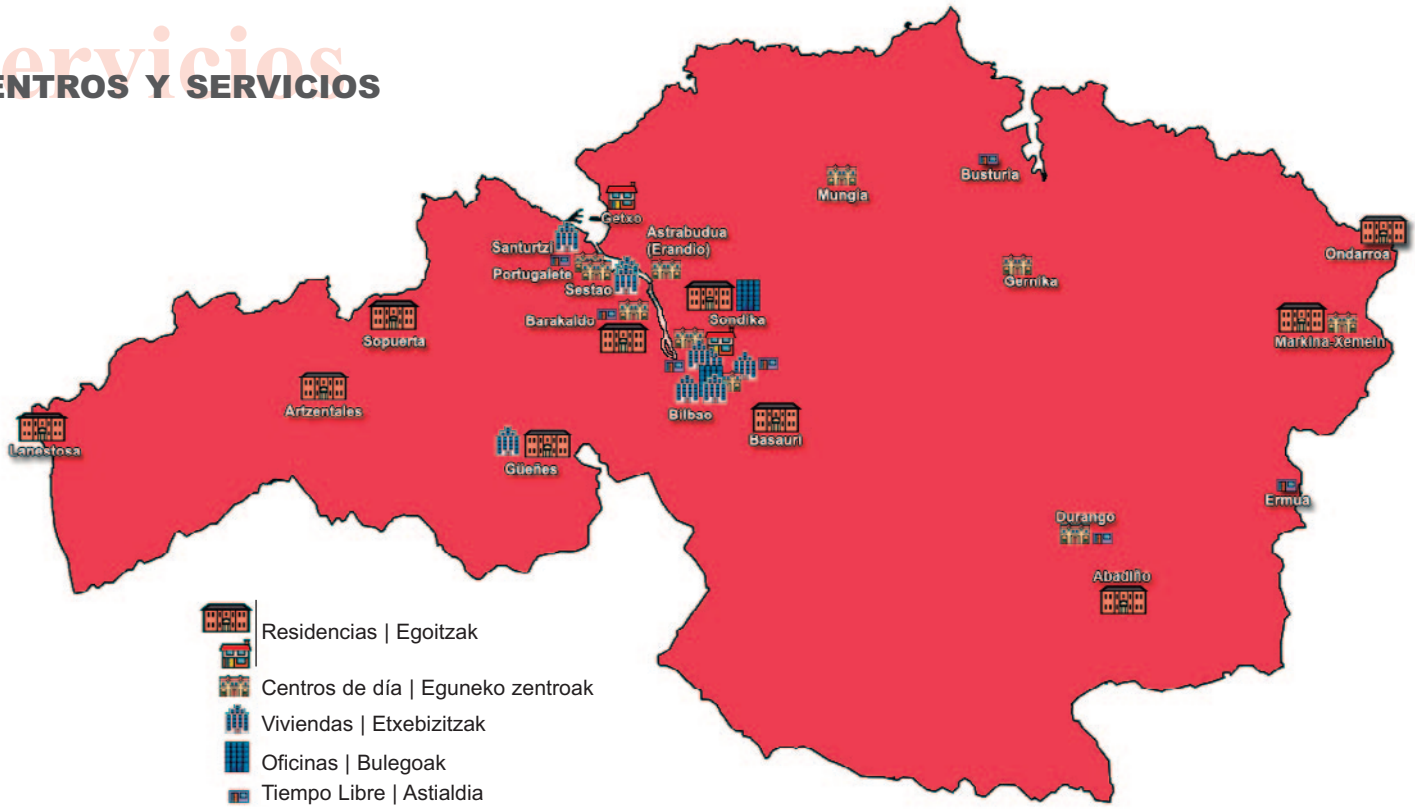 ervicios
ENTROS Y SERVICIOS
Busturia
Mungia
Getxo
Astrabudua
(Erandio)
Santurtzi
Ondarroa
Portugalete
Gernika
Sestao
Barakaldo
Sondika
Sopuerta
Markina-Xemein
Artzentales
Bilbao
Basauri
Lanestosa
Güeñes
Ermua
Durango
Abadiño
Residencias | Egoitzak
Centros de día | Eguneko zentroak
Viviendas | Etxebizitzak
Oficinas | Bulegoak
Tiempo Libre | Astialdia